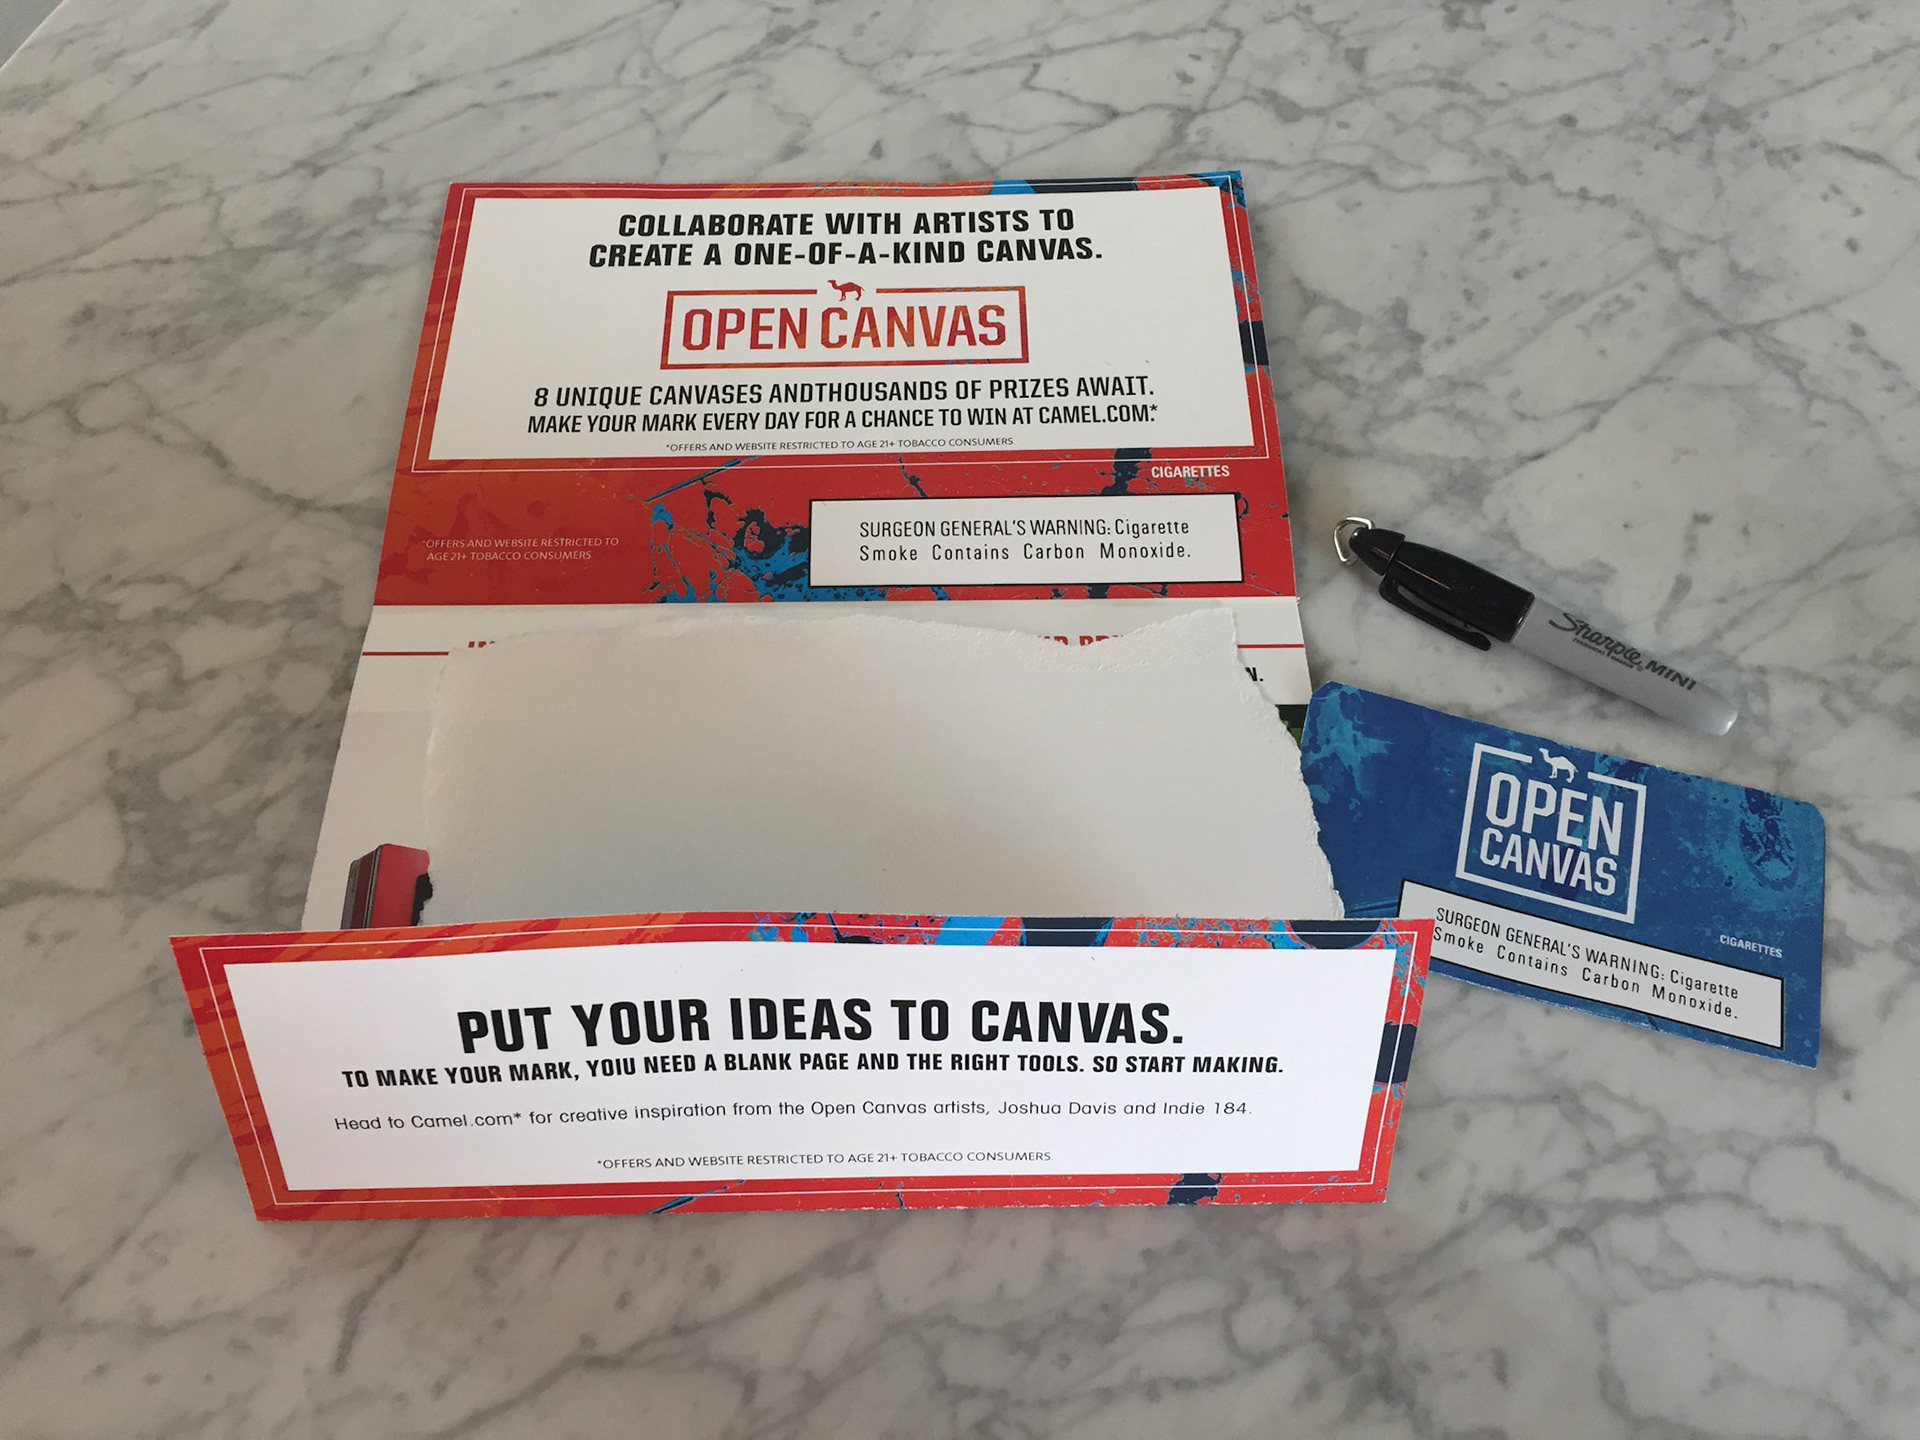 COLLABORATE WITH ARTISTS TO
CREATE A ONE-OF-A-KIND CANVAS.
OPEN CANVAS
8 UNIQUE CANVASES ANDTHOUSANDS OF PRIZES AWAIT.
MAKE YOUR MARK EVERY DAY FOR A CHANCE TO WIN AT CAMEL.COM.*
*OFFERS AND WEBSITE RESTRICTED TO AGE 21+ TOBACCO CONSUMERS.
CIGARETTES
SURGEON GENERAL'S WARNING: Cigarette
Smoke Contains Carbon Monoxide.
*OFFERS AND WEBSITE RESTRICTED TO
AGE 21+ TOBACCO CONSUMERS
Sharpie MINI
OPEN
CANVAS
CIGARETTES
SURGEON GENERAL'S WARNING: Cigarette
Smoke Contains Carbon Monoxide.
PUT YOUR IDEAS TO CANVAS.
TO MAKE YOUR MARK, YOIU NEED A BLANK PAGE AND THE RIGHT TOOLS. SO START MAKING.
Head to Camel.com* for creative inspiration from the Open Canvas artists, Joshua Davis and Indie 184.
*OFFERS AND WEBSITE RESTRICTED TO AGE 21+ TOBACCO CONSUMERS.